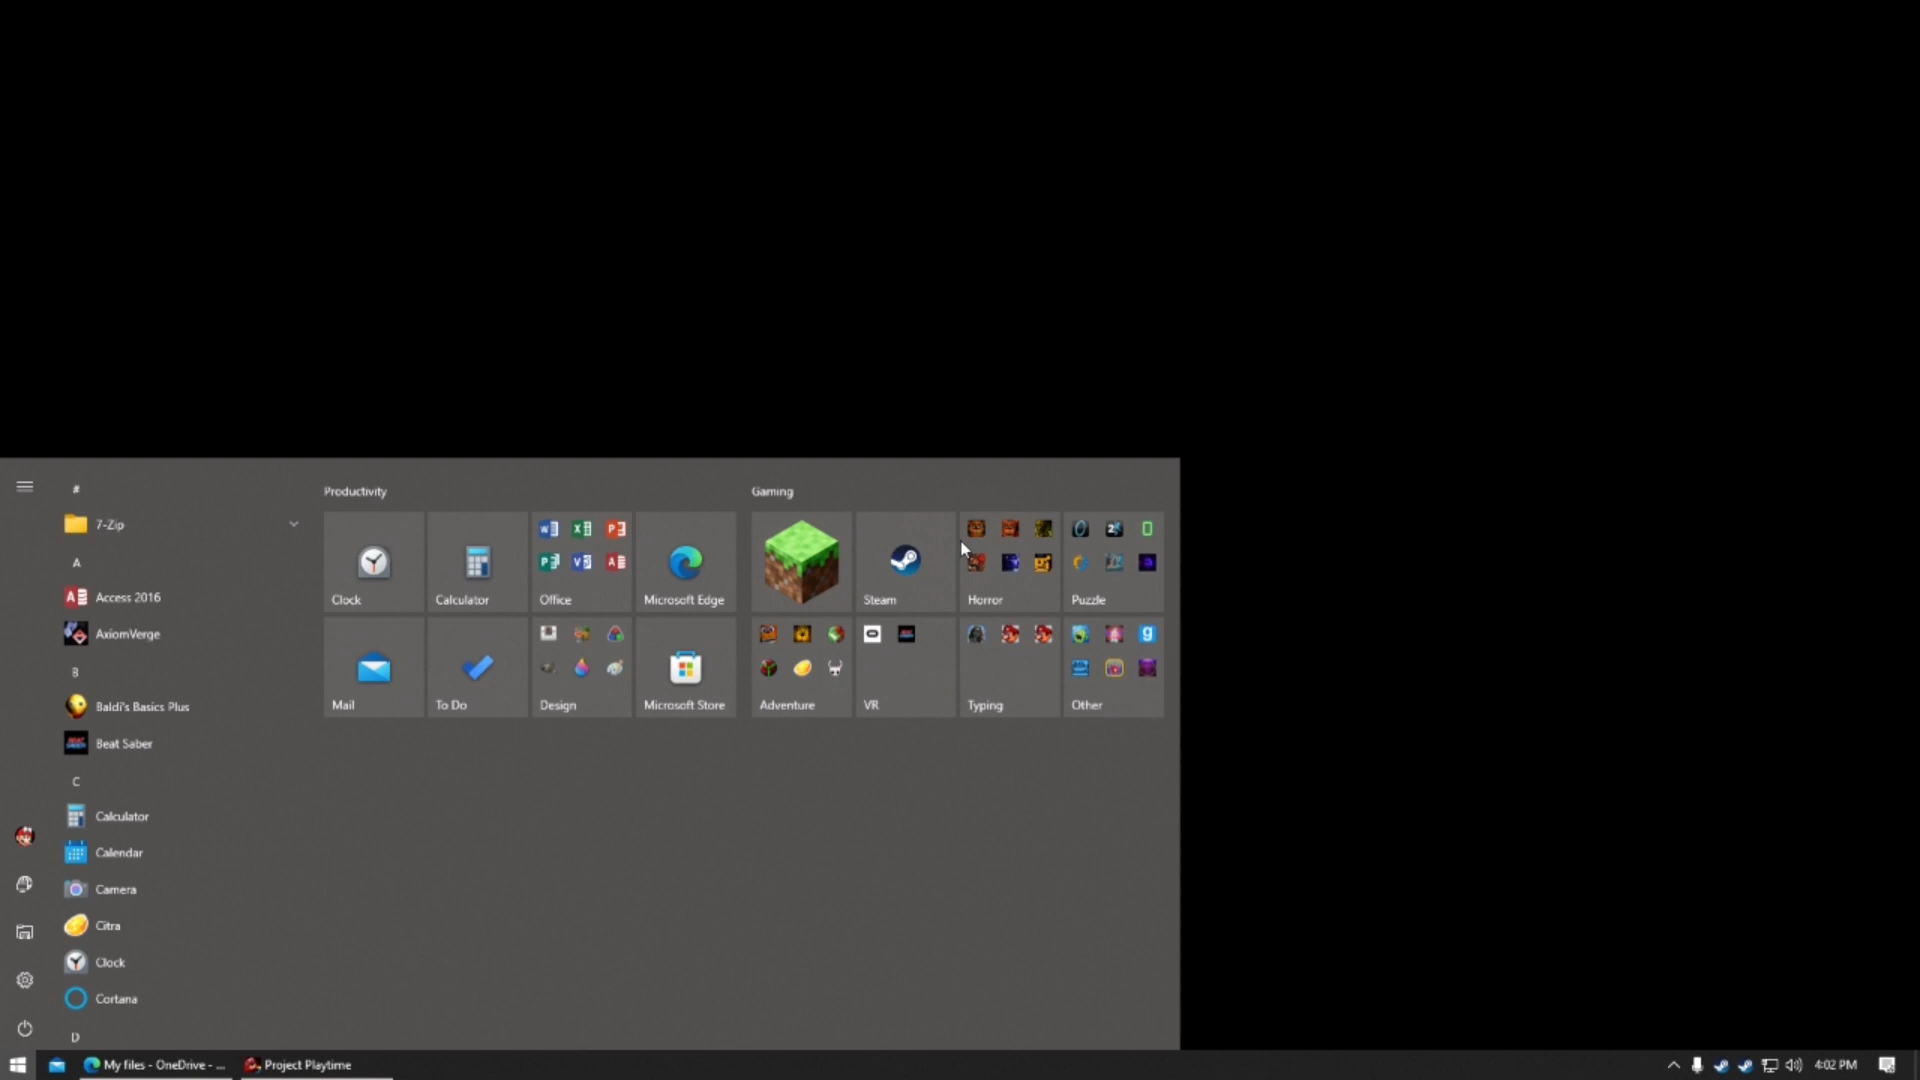 #
7-Zip
A
Access 2016
AxiomVerge
B
Baldi's Basics Plus
Beat Saber
C
Calculator
Calendar
Camera
Citra
Clock
Cortana
D
Productivity
Clock
Calculator
Office
Microsoft Edge
Mail
To Do
Design
Microsoft Store
Gaming
Steam
Horror
Puzzle
Adventure
VR
Typing
Other
My files - OneDrive - ...
Project Playtime
4:02 PM